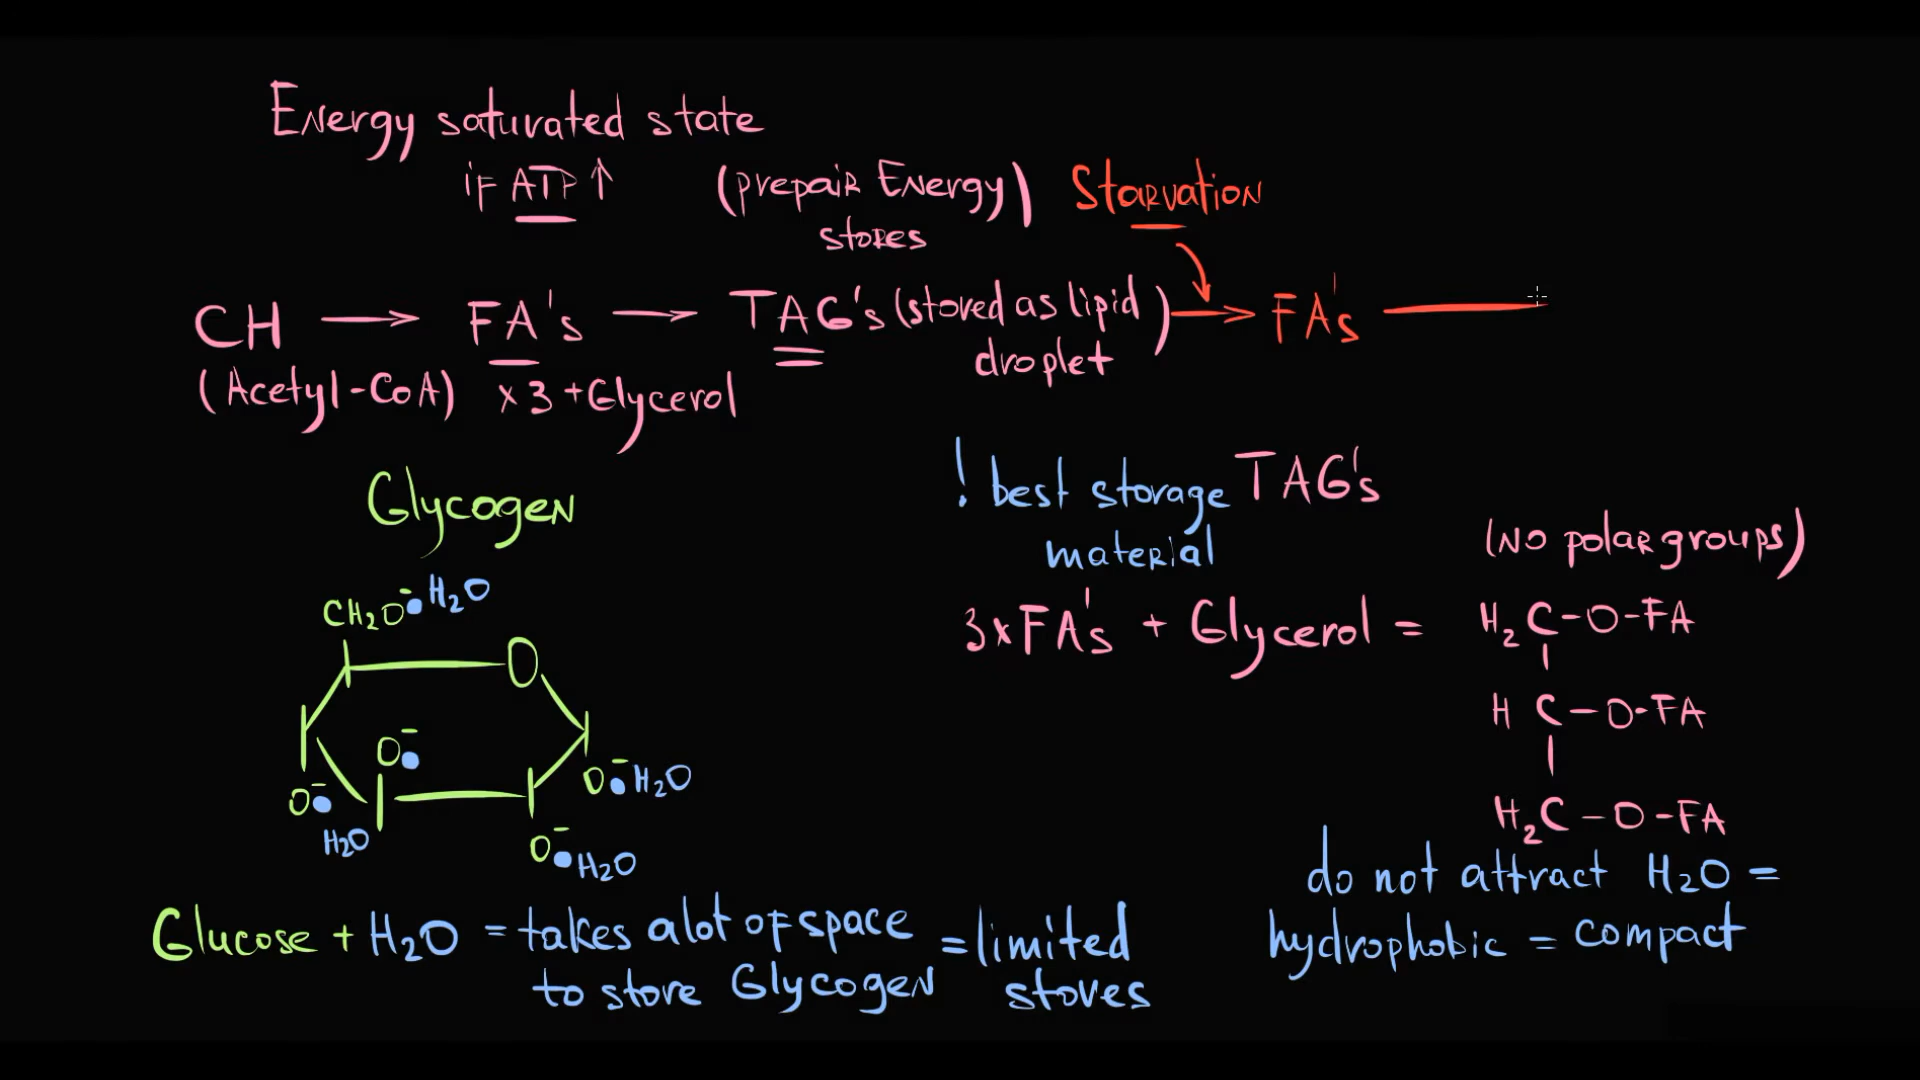 Energy saturated state
if ATP ↑ (prepair Energy) Starvation
stores
CH → FA's → TAG's (stored as lipid droplet) → FA's
(Acetyl-CoA) x3 + Glycerol
Glycogen
! best storage TAG's
material
(no polar groups)
CH2O⁻ H2O
O
O⁻
O⁻
H2O
O⁻ H2O
O⁻ H2O
3xFA's + Glycerol =
H2C-O-FA
HC-O-FA
H2C-O-FA
do not attract H2O =
hydrophobic = compact
Glucose + H2O = takes a lot of space = limited
to store Glycogen stores